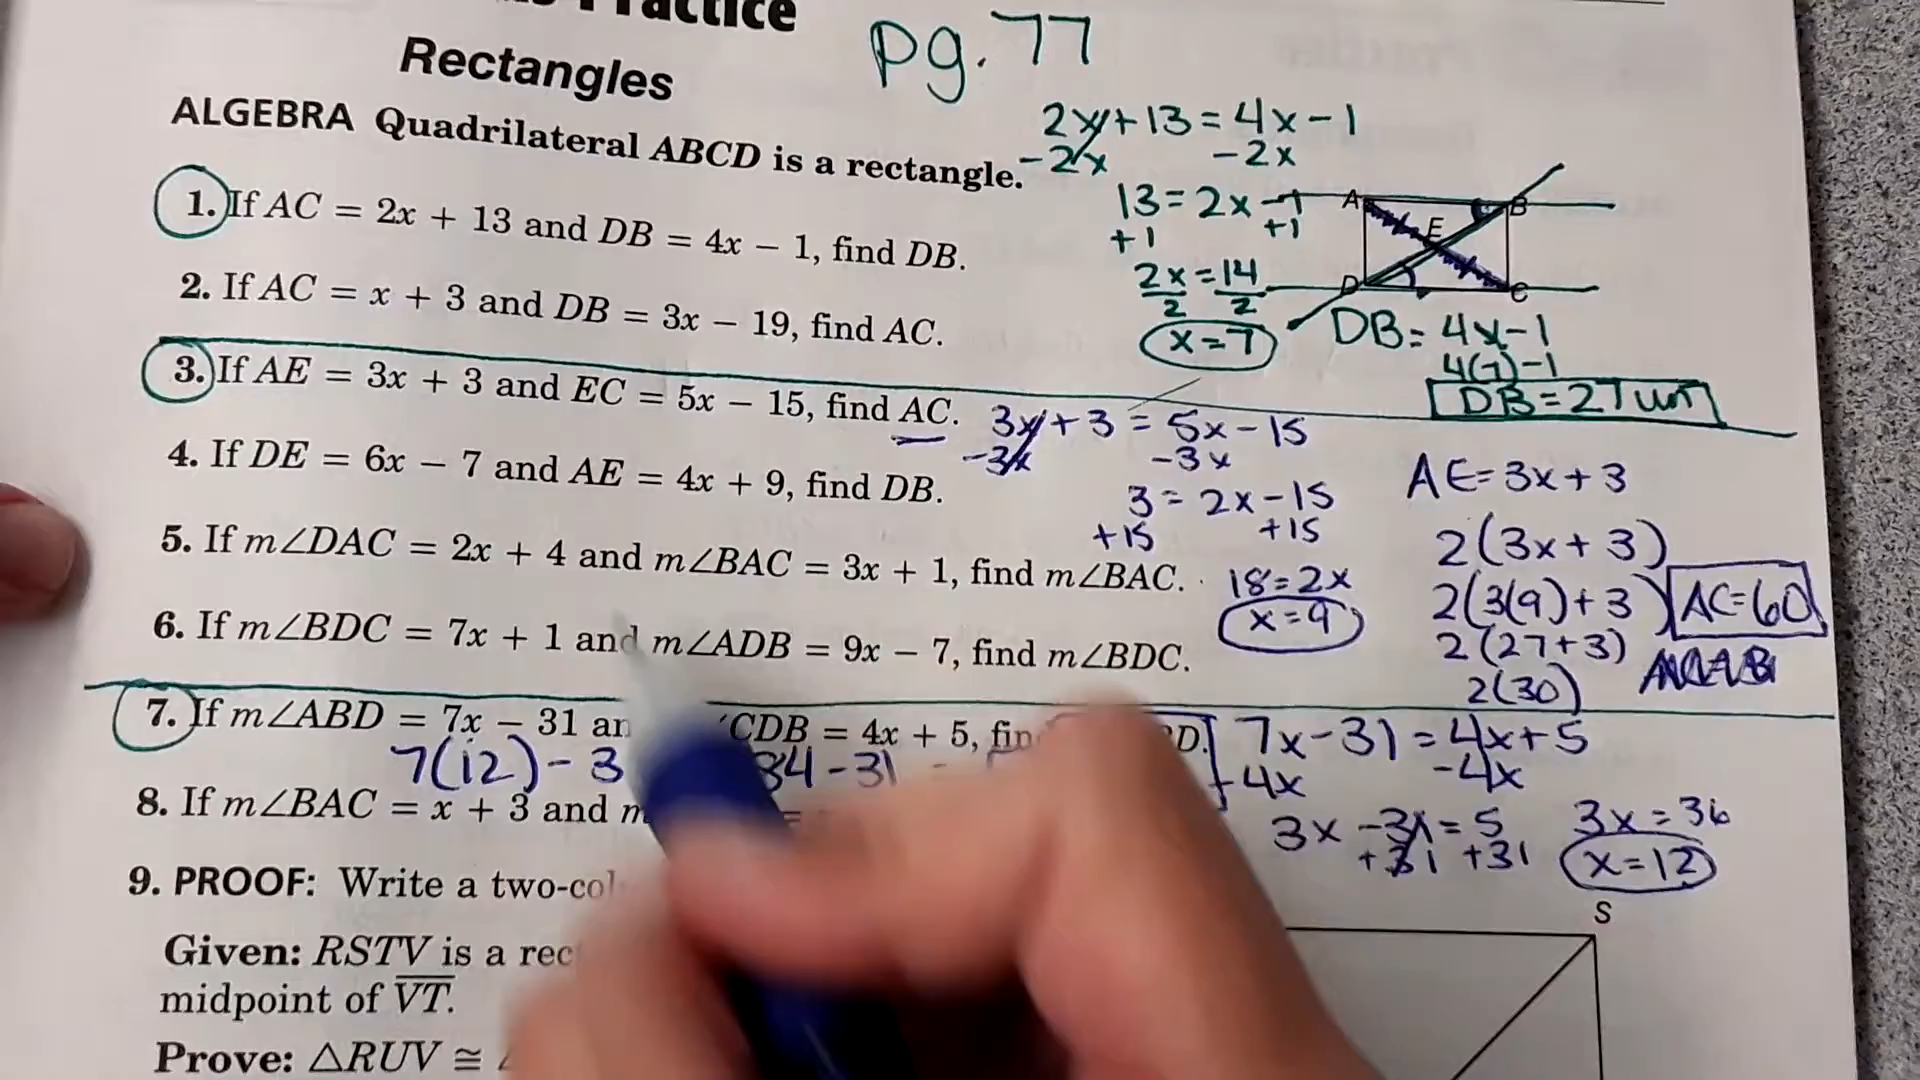 Practice
pg. 77
Rectangles
ALGEBRA Quadrilateral ABCD is a rectangle.
2x + 13 = 4x - 1
-2x -2x
13 = 2x - 1
+1 +1
2x = 14
2 2
x = 7
A B
E
D C
DB = 4x - 1
4(7) - 1
DB = 27
1. If AC = 2x + 13 and DB = 4x − 1, find DB.
2. If AC = x + 3 and DB = 3x − 19, find AC.
3. If AE = 3x + 3 and EC = 5x − 15, find AC.
3x + 3 = 5x - 15
-3x -3x
3 = 2x - 15
+15 +15
18 = 2x
x = 9
AE = 3x + 3
2(3x + 3)
2(3(9) + 3)
2(27 + 3)
2(30)
AC = 60
4. If DE = 6x − 7 and AE = 4x + 9, find DB.
5. If m∠DAC = 2x + 4 and m∠BAC = 3x + 1, find m∠BAC.
6. If m∠BDC = 7x + 1 and m∠ADB = 9x − 7, find m∠BDC.
7. If m∠ABD = 7x − 31 CDB = 4x + 5, D.
7(12) - 3 84 - 31
7x - 31 = 4x + 5
-4x -4x
3x - 31 = 5
+31 +31
3x = 36
x = 12
8. If m∠BAC = x + 3 and
9. PROOF: Write a
Given: RSTV is a
midpoint of VT.
Prove: △RUV ≅
S